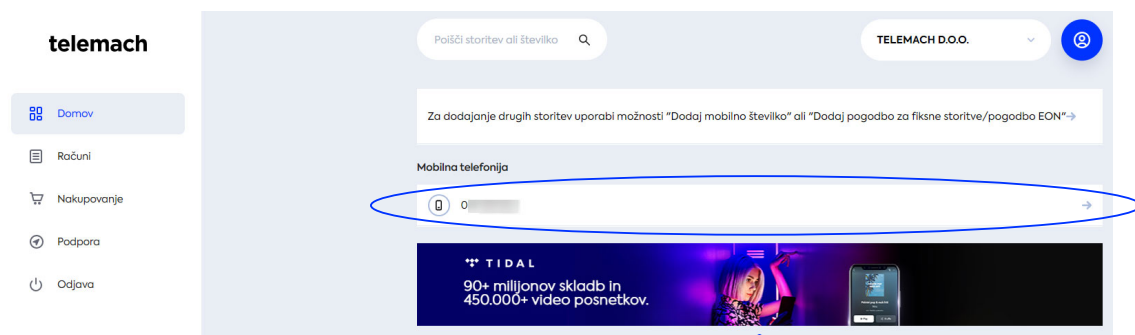 telemach
Poišči storitev ali številko
TELEMACH D.O.O.
Domov
Računi
Nakupovanje
Podpora
Odjava
Za dodajanje drugih storitev uporabi možnosti "Dodaj mobilno številko" ali "Dodaj pogodbo za fiksne storitve/pogodbo EON"→
Mobilna telefonija
0
TIDAL
90+ milijonov skladb in
450.000+ video posnetkov.